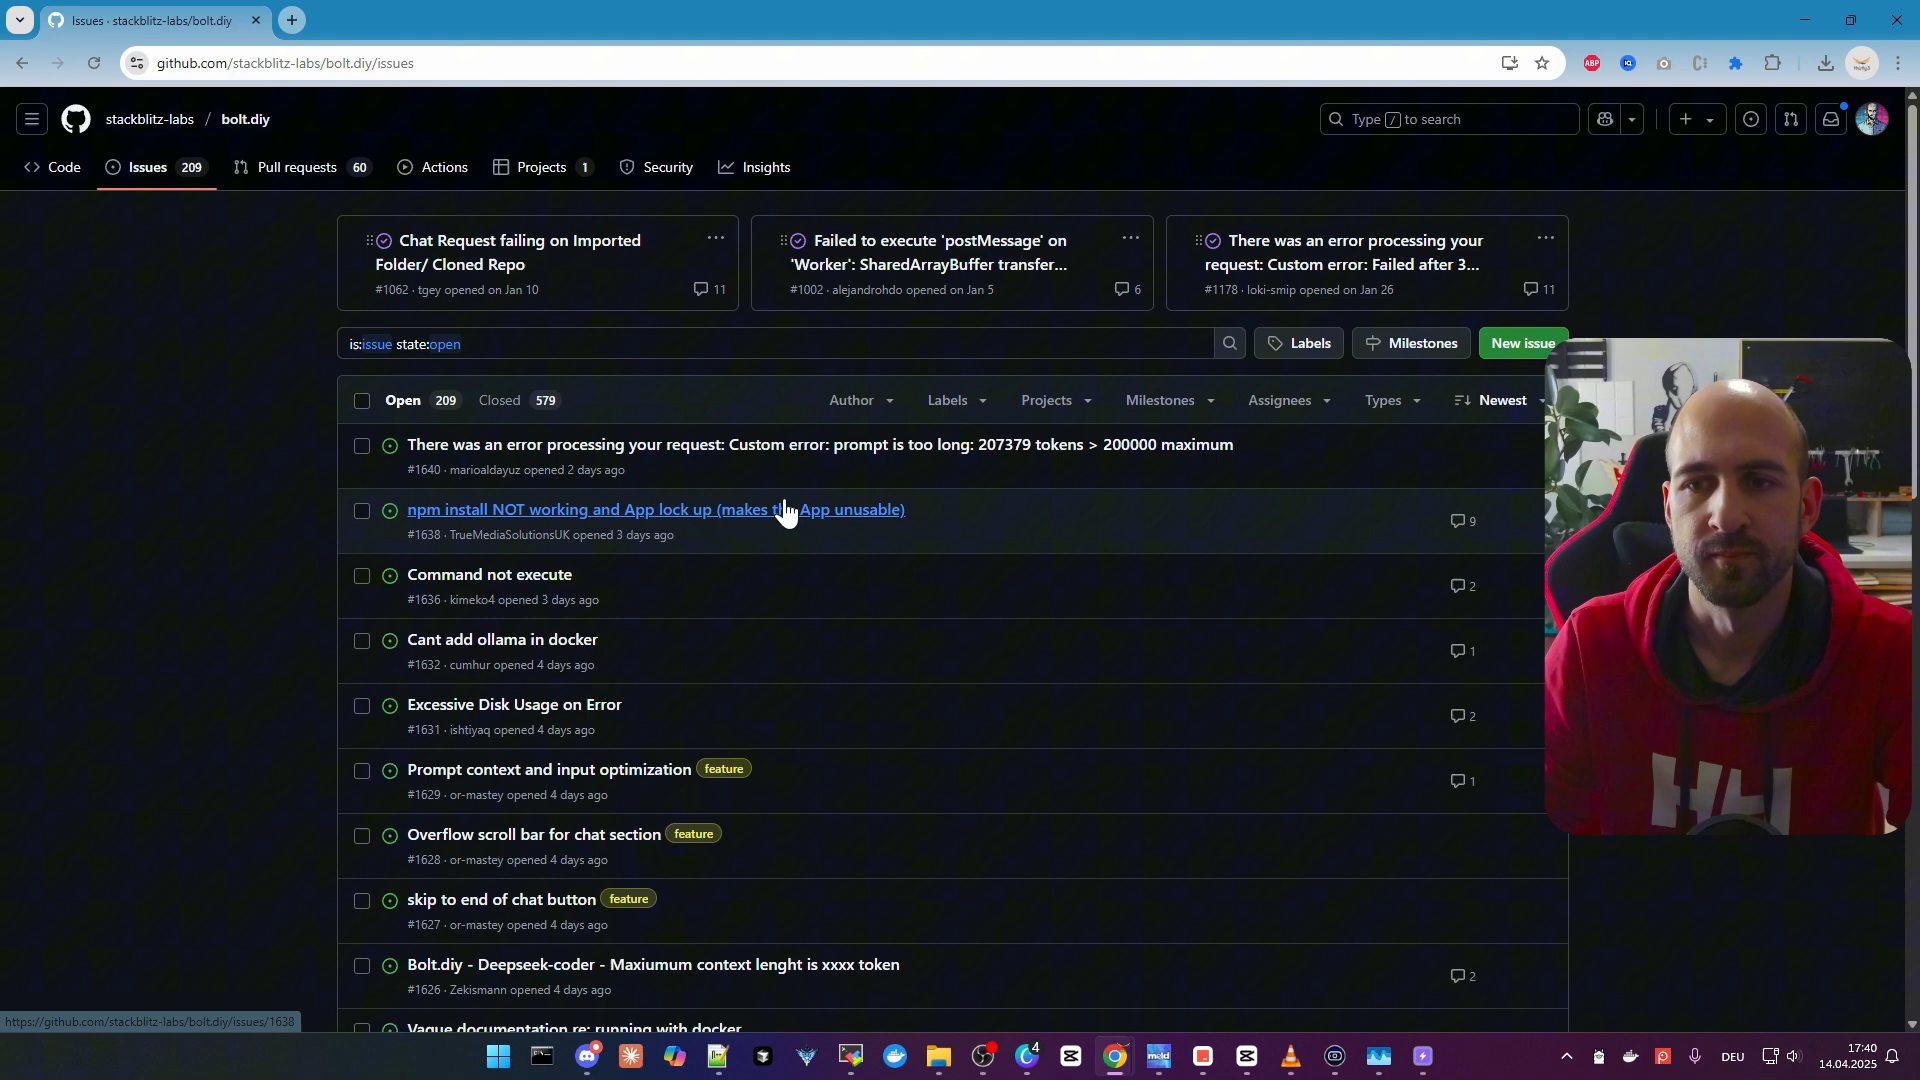 Issues · stackblitz-labs/bolt.diy
github.com/stackblitz-labs/bolt.diy/issues
ABP
stackblitz-labs / bolt.diy
Type / to search
Code
Issues 209
Pull requests 60
Actions
Projects 1
Security
Insights
Chat Request failing on Imported
Folder/ Cloned Repo
#1062 · tgey opened on Jan 10
11
Failed to execute 'postMessage' on
'Worker': SharedArrayBuffer transfer...
#1002 · alejandrohdo opened on Jan 5
6
There was an error processing your
request: Custom error: Failed after 3...
#1178 · loki-smip opened on Jan 26
11
is:issue state:open
Labels
Milestones
New issue
Open 209
Closed 579
Author
Labels
Projects
Milestones
Assignees
Types
Newest
There was an error processing your request: Custom error: prompt is too long: 207379 tokens > 200000 maximum
#1640 · marioaldayuz opened 2 days ago
npm install NOT working and App lock up (makes th App unusable)
#1638 · TrueMediaSolutionsUK opened 3 days ago
9
Command not execute
#1636 · kimeko4 opened 3 days ago
2
Cant add ollama in docker
#1632 · cumhur opened 4 days ago
1
Excessive Disk Usage on Error
#1631 · ishtiyaq opened 4 days ago
2
Prompt context and input optimization feature
#1629 · or-mastey opened 4 days ago
1
Overflow scroll bar for chat section feature
#1628 · or-mastey opened 4 days ago
skip to end of chat button feature
#1627 · or-mastey opened 4 days ago
Bolt.diy - Deepseek-coder - Maxiumum context lenght is xxxx token
#1626 · Zekismann opened 4 days ago
2
Vague documentation re: running with docker
https://github.com/stackblitz-labs/bolt.diy/issues/1638
4
meld
DEU
17:40
14.04.2025